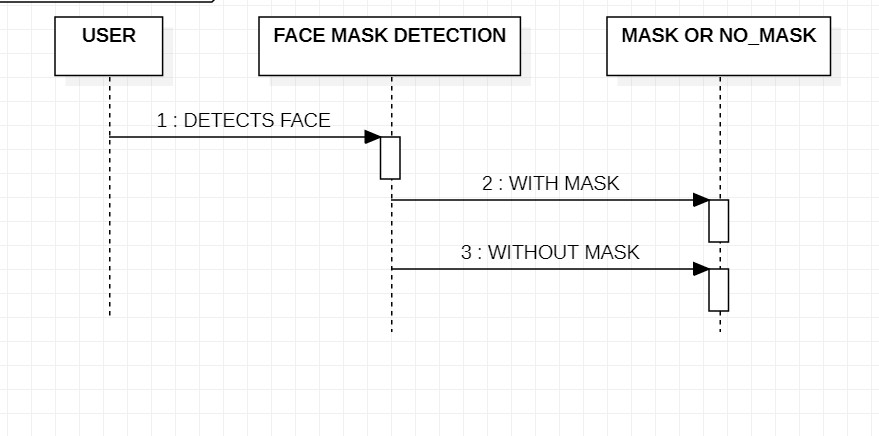 USER
FACE MASK DETECTION
MASK OR NO_MASK
1 : DETECTS FACE
2 : WITH MASK
3 : WITHOUT MASK